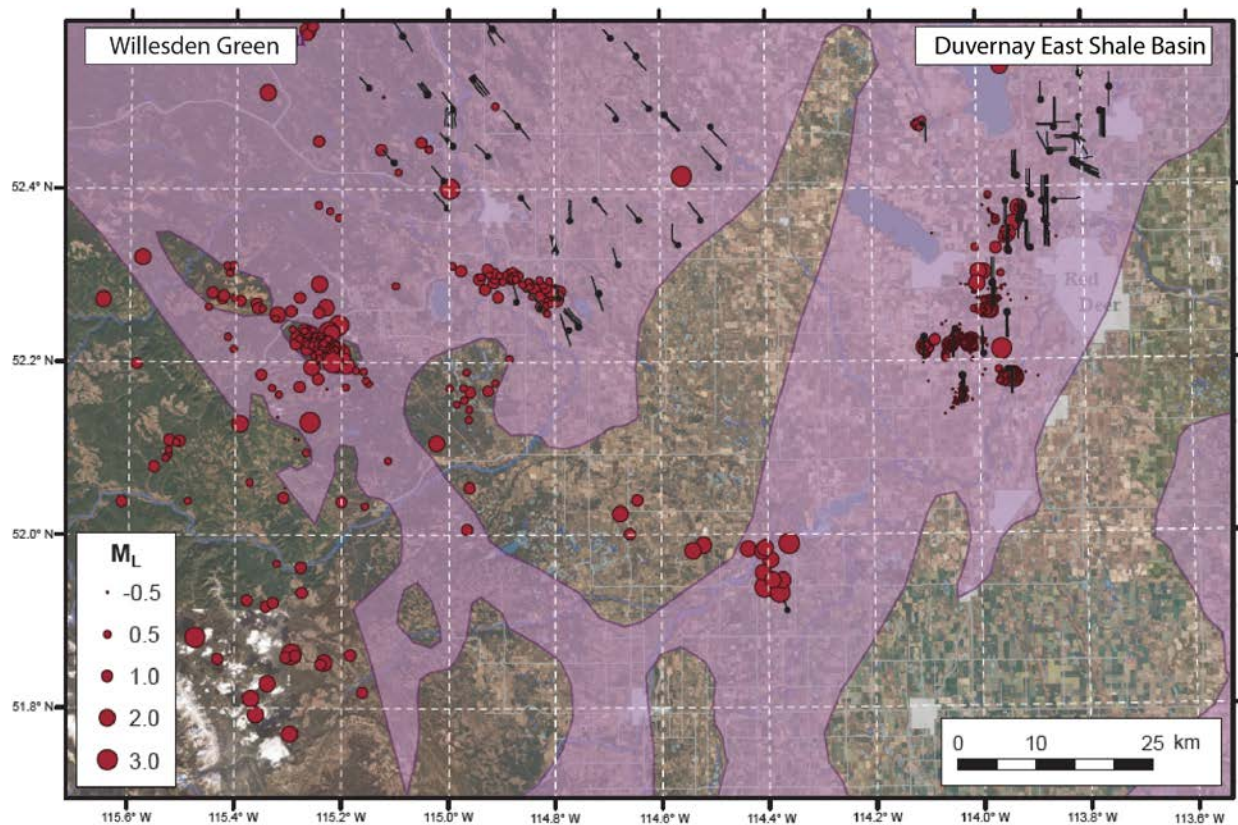 Willesden Green
Duvernay East Shale Basin
52.4° N
Red
Deer
52.2° N
52.0° N
M_L
-0.5
0.5
1.0
2.0
3.0
51.8° N
0 10 25 km
115.6° W 115.4° W 115.2° W 115.0° W 114.8° W 114.6° W 114.4° W 114.2° W 114.0° W 113.8° W 113.6° W